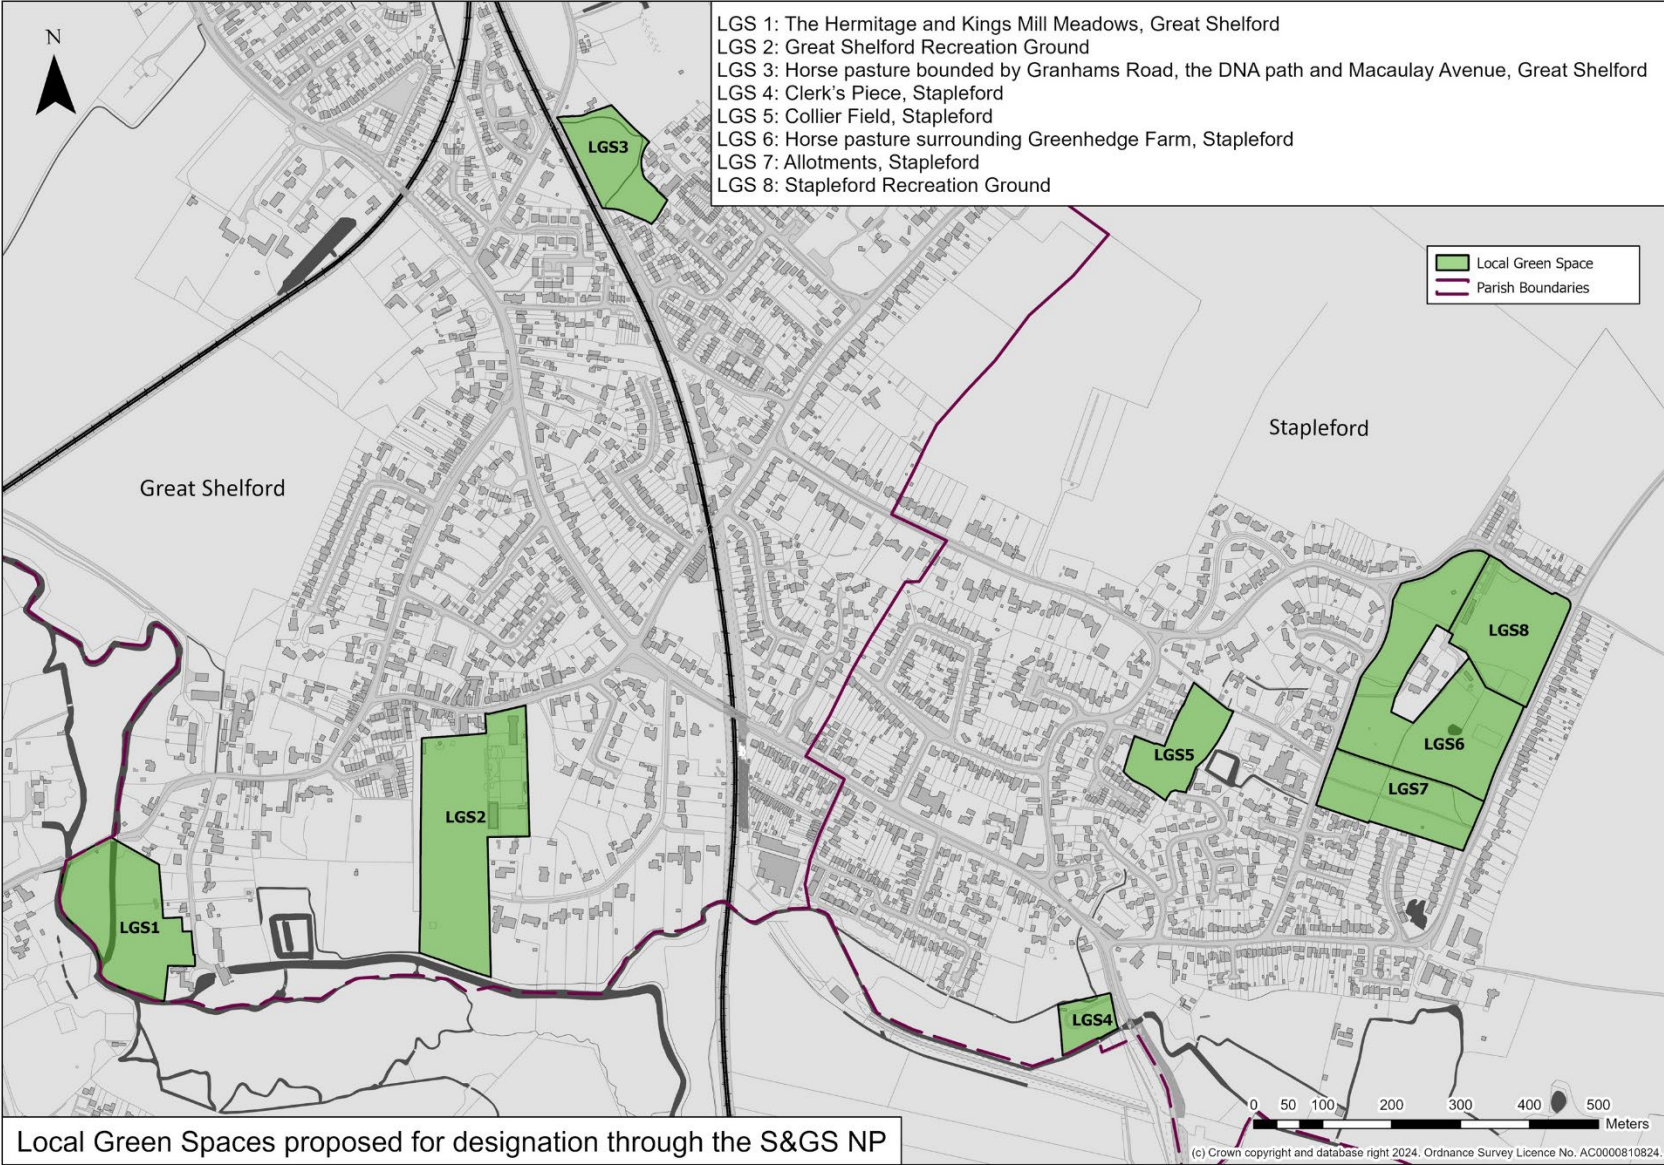 LGS 1: The Hermitage and Kings Mill Meadows, Great Shelford
LGS 2: Great Shelford Recreation Ground
LGS 3: Horse pasture bounded by Granhams Road, the DNA path and Macaulay Avenue, Great Shelford
LGS 4: Clerk's Piece, Stapleford
LGS 5: Collier Field, Stapleford
LGS 6: Horse pasture surrounding Greenhedge Farm, Stapleford
LGS 7: Allotments, Stapleford
LGS 8: Stapleford Recreation Ground
N
LGS3
Local Green Space
Parish Boundaries
Stapleford
Great Shelford
LGS8
LGS6
LGS5
LGS7
LGS2
LGS1
LGS4
0 50 100 200 300 400 500
Meters
Local Green Spaces proposed for designation through the S&GS NP
(c) Crown copyright and database right 2024. Ordnance Survey Licence No. AC0000810824.